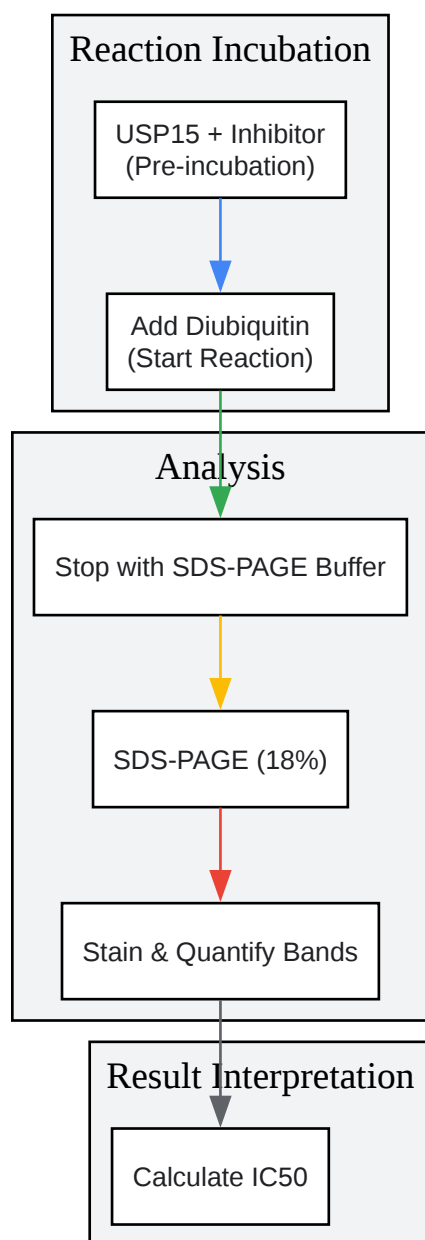 Reaction Incubation
USP15 + Inhibitor
(Pre-incubation)
Add Diubiquitin
(Start Reaction)
Analysis
Stop with SDS-PAGE Buffer
SDS-PAGE (18%)
Stain & Quantify Bands
Result Interpretation
Calculate IC50